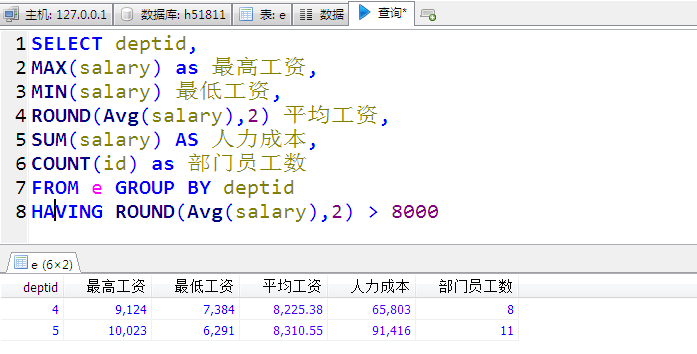 主机: 127.0.0.1 数据库: h51811 表: e 数据 查询*
1 SELECT deptid,
2 MAX(salary) as 最高工资,
3 MIN(salary) 最低工资,
4 ROUND(Avg(salary),2) 平均工资,
5 SUM(salary) AS 人力成本,
6 COUNT(id) as 部门员工数
7 FROM e GROUP BY deptid
8 HAVING ROUND(Avg(salary),2) > 8000
e (6×2)
deptid 最高工资 最低工资 平均工资 人力成本 部门员工数
4 9,124 7,384 8,225.38 65,803 8
5 10,023 6,291 8,310.55 91,416 11